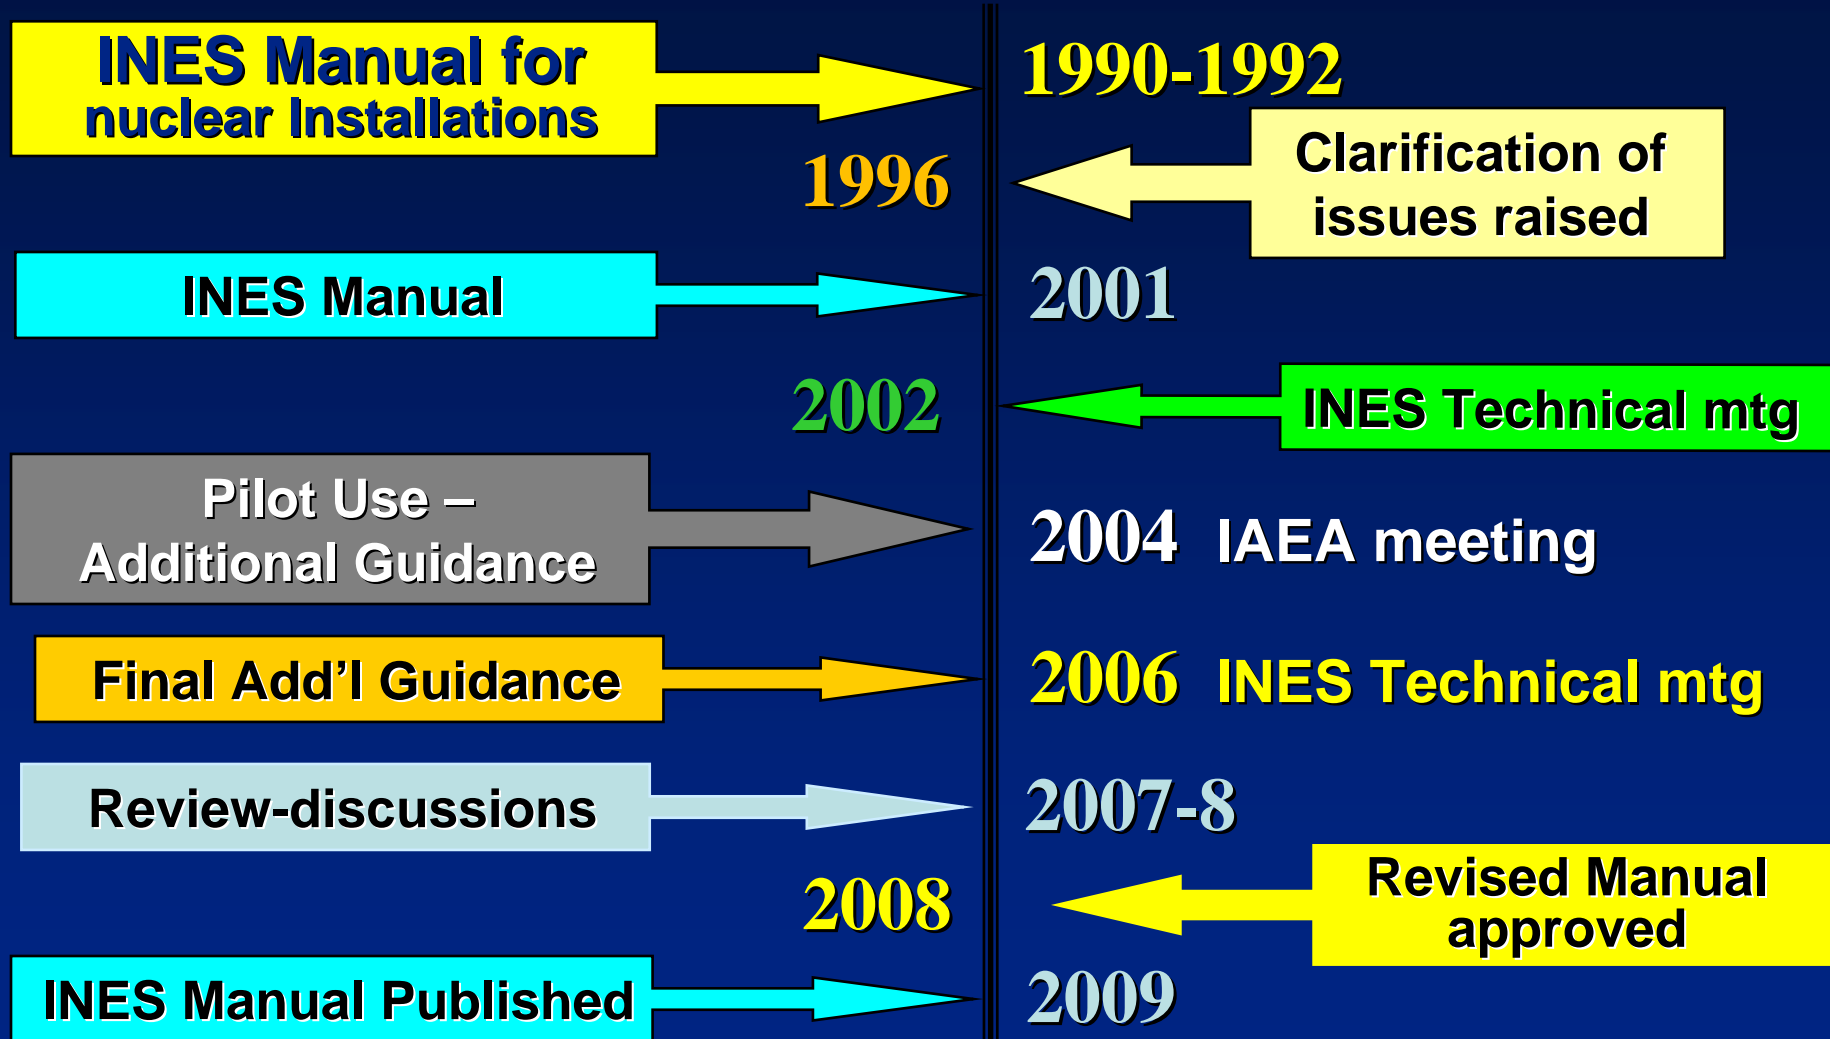 INES Manual for
nuclear Installations
1990-1992
1996
Clarification of
issues raised
INES Manual
2001
2002
INES Technical mtg
Pilot Use –
Additional Guidance
2004 IAEA meeting
Final Add'l Guidance
2006 INES Technical mtg
Review-discussions
2007-8
2008
Revised Manual
approved
INES Manual Published
2009